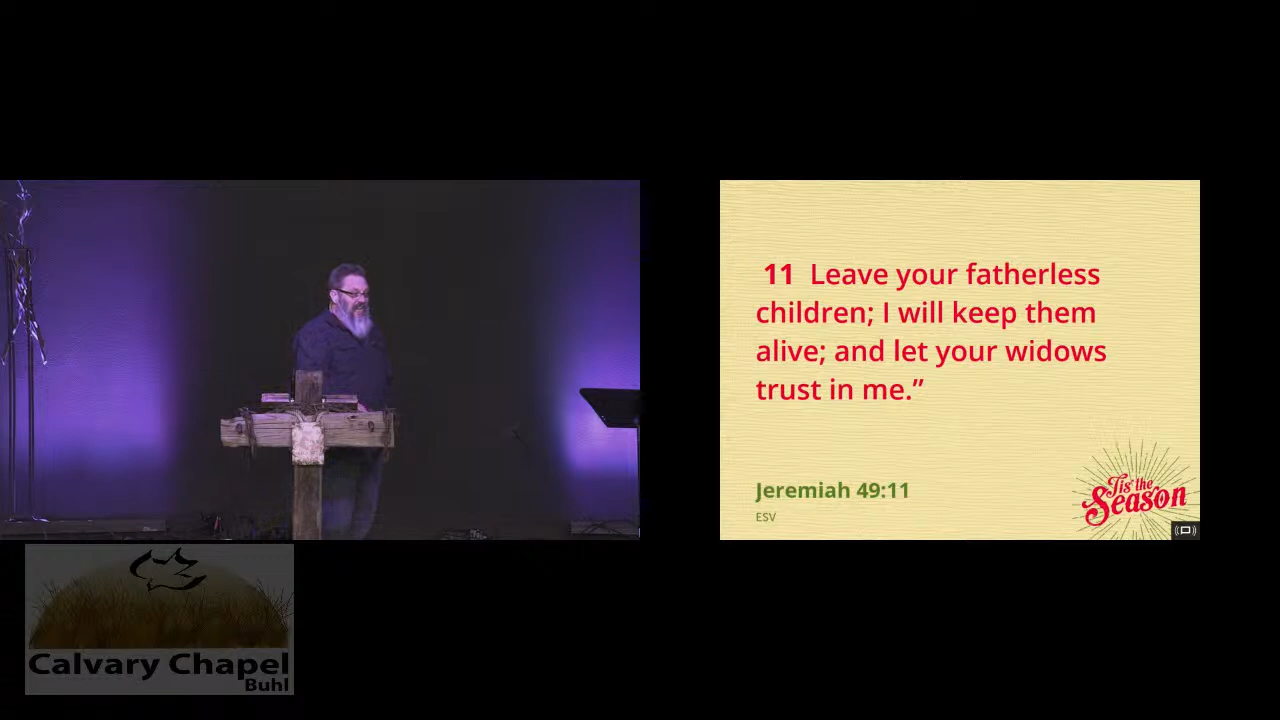 11 Leave your fatherless
children; I will keep them
alive; and let your widows
trust in me.”
Jeremiah 49:11
ESV
'Tis the
Season
Calvary Chapel
Buhl